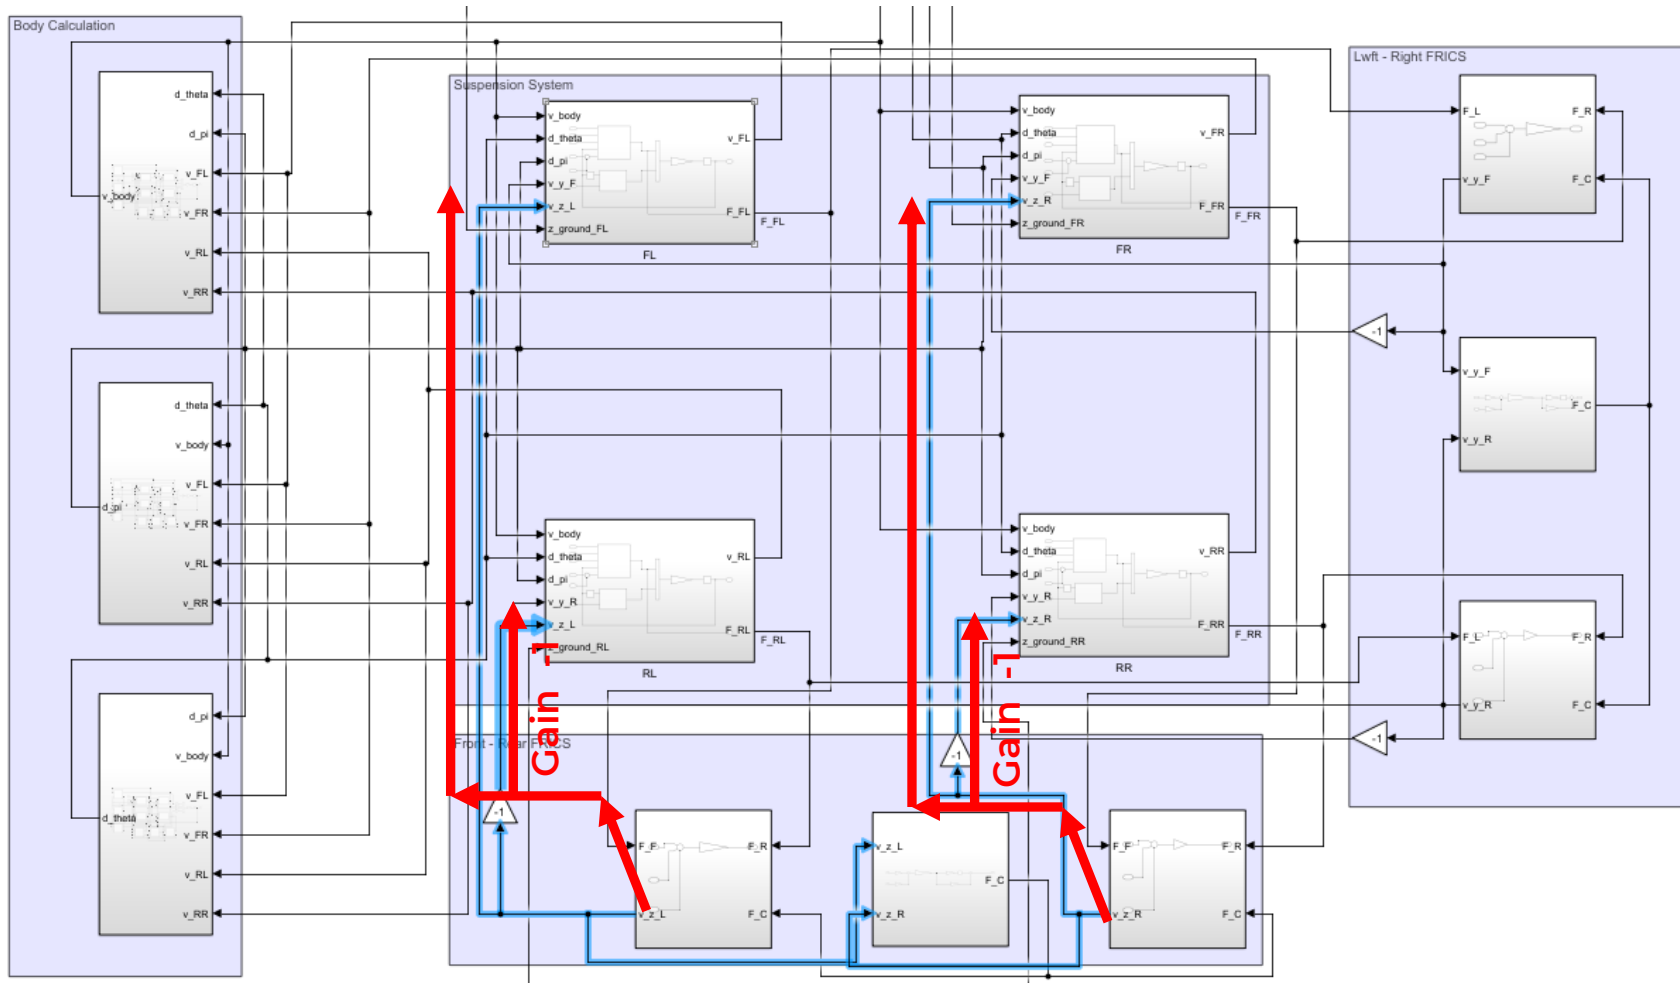 Body Calculation
d_theta
d_pi
v_FL
v_body
v_FR
v_RL
v_RR
d_theta
v_body
v_FL
d_pi
v_FR
v_RL
v_RR
d_pi
v_body
v_FL
d_theta
v_FR
v_RL
v_RR
Suspension System
v_body
d_theta
d_pi
v_y_F
v_z_L
z_ground_FL
v_FL
F_FL
F_FL
FL
v_body
d_theta
d_pi
v_y_F
v_z_R
z_ground_FR
v_FR
F_FR
F_FR
FR
v_body
d_theta
d_pi
v_y_R
v_z_L
z_ground_RL
v_RL
F_RL
F_RL
RL
v_body
d_theta
d_pi
v_y_R
v_z_R
z_ground_RR
v_RR
F_RR
F_RR
RR
Gain -1
Gain -1
Front - Rear FRICS
-1
-1
F_F
F_R
v_z_L
F_C
v_z_L
v_z_R
F_C
F_F
F_R
v_z_R
F_C
Lwft - Right FRICS
F_L
F_R
v_y_F
F_C
-1
v_y_F
F_C
v_y_R
F_L
F_R
v_y_R
F_C
-1